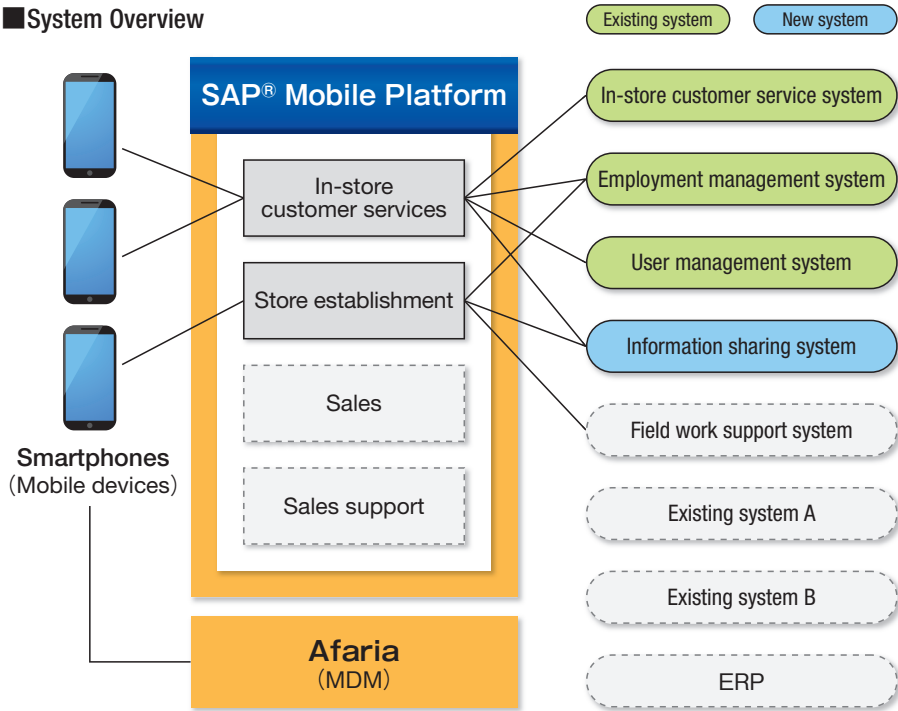 ■System Overview
Existing system
New system
SAP® Mobile Platform
In-store
customer services
Store establishment
Sales
Sales support
Smartphones
(Mobile devices)
Afaria
(MDM)
In-store customer service system
Employment management system
User management system
Information sharing system
Field work support system
Existing system A
Existing system B
ERP